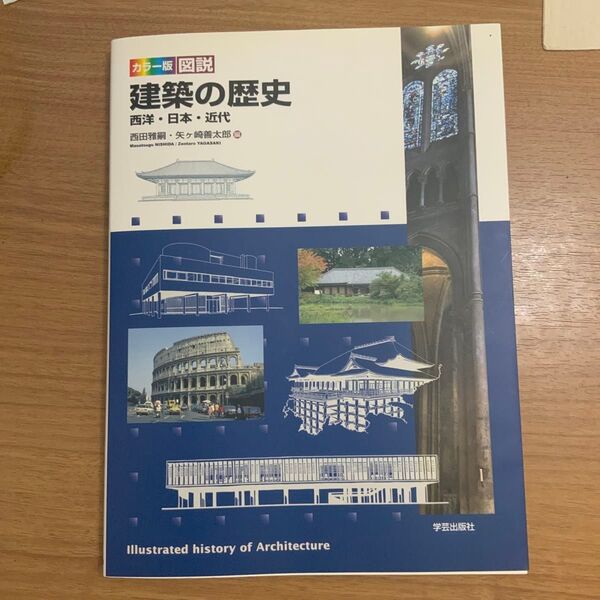 カラー版 図説
建築の歴史
西洋・日本・近代
西田雅嗣・矢ヶ崎善太郎 編
Masatsugu NISHIDA / Zentaro YAGASAKI
学芸出版社
Illustrated history of Architecture